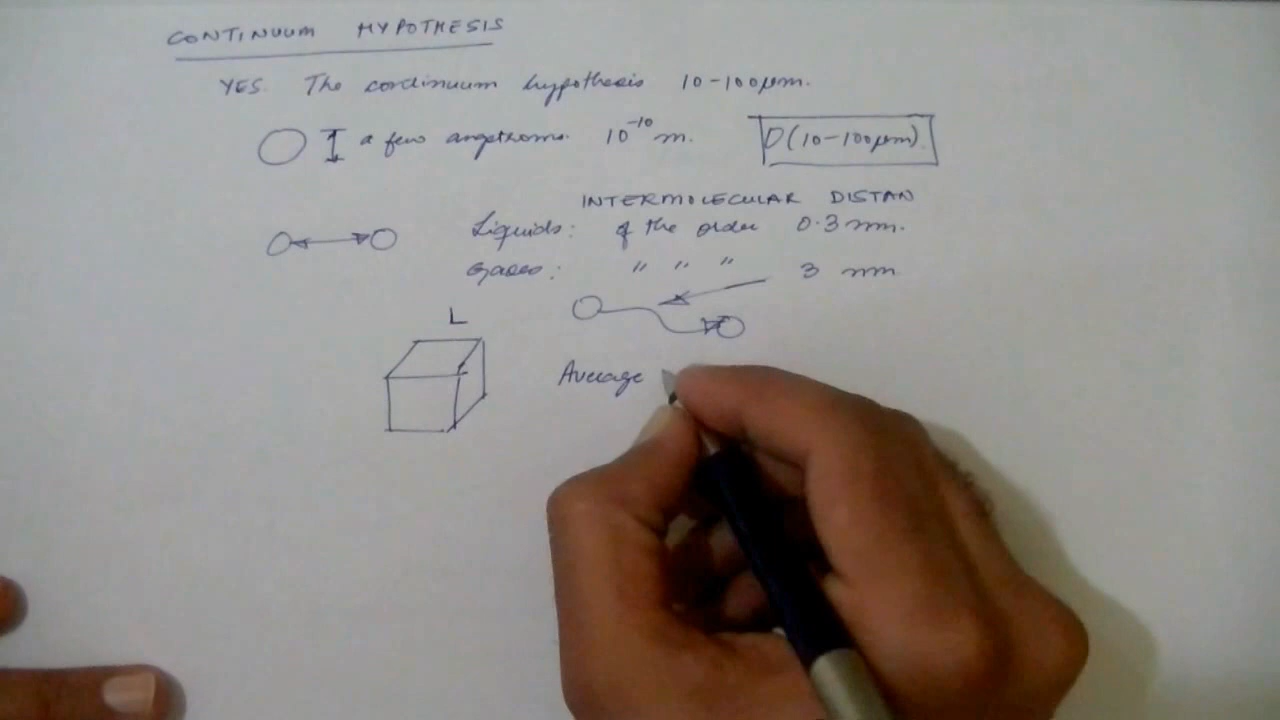 CONTINUUM HYPOTHESIS
YES. The continuum hypothesis 10-100μm.
a few angstroms. 10⁻¹⁰ m. O(10-100μm).
INTERMOLECULAR DISTAN
Liquids: of the order 0.3 nm.
Gases: " " " 3 nm
L
Average